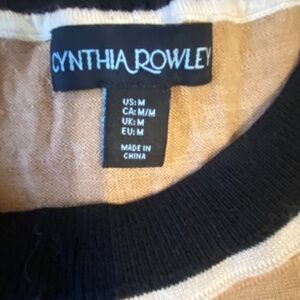 CYNTHIA ROWLEY
US: M
CA: M/M
UK: M
EU: M
MADE IN
CHINA